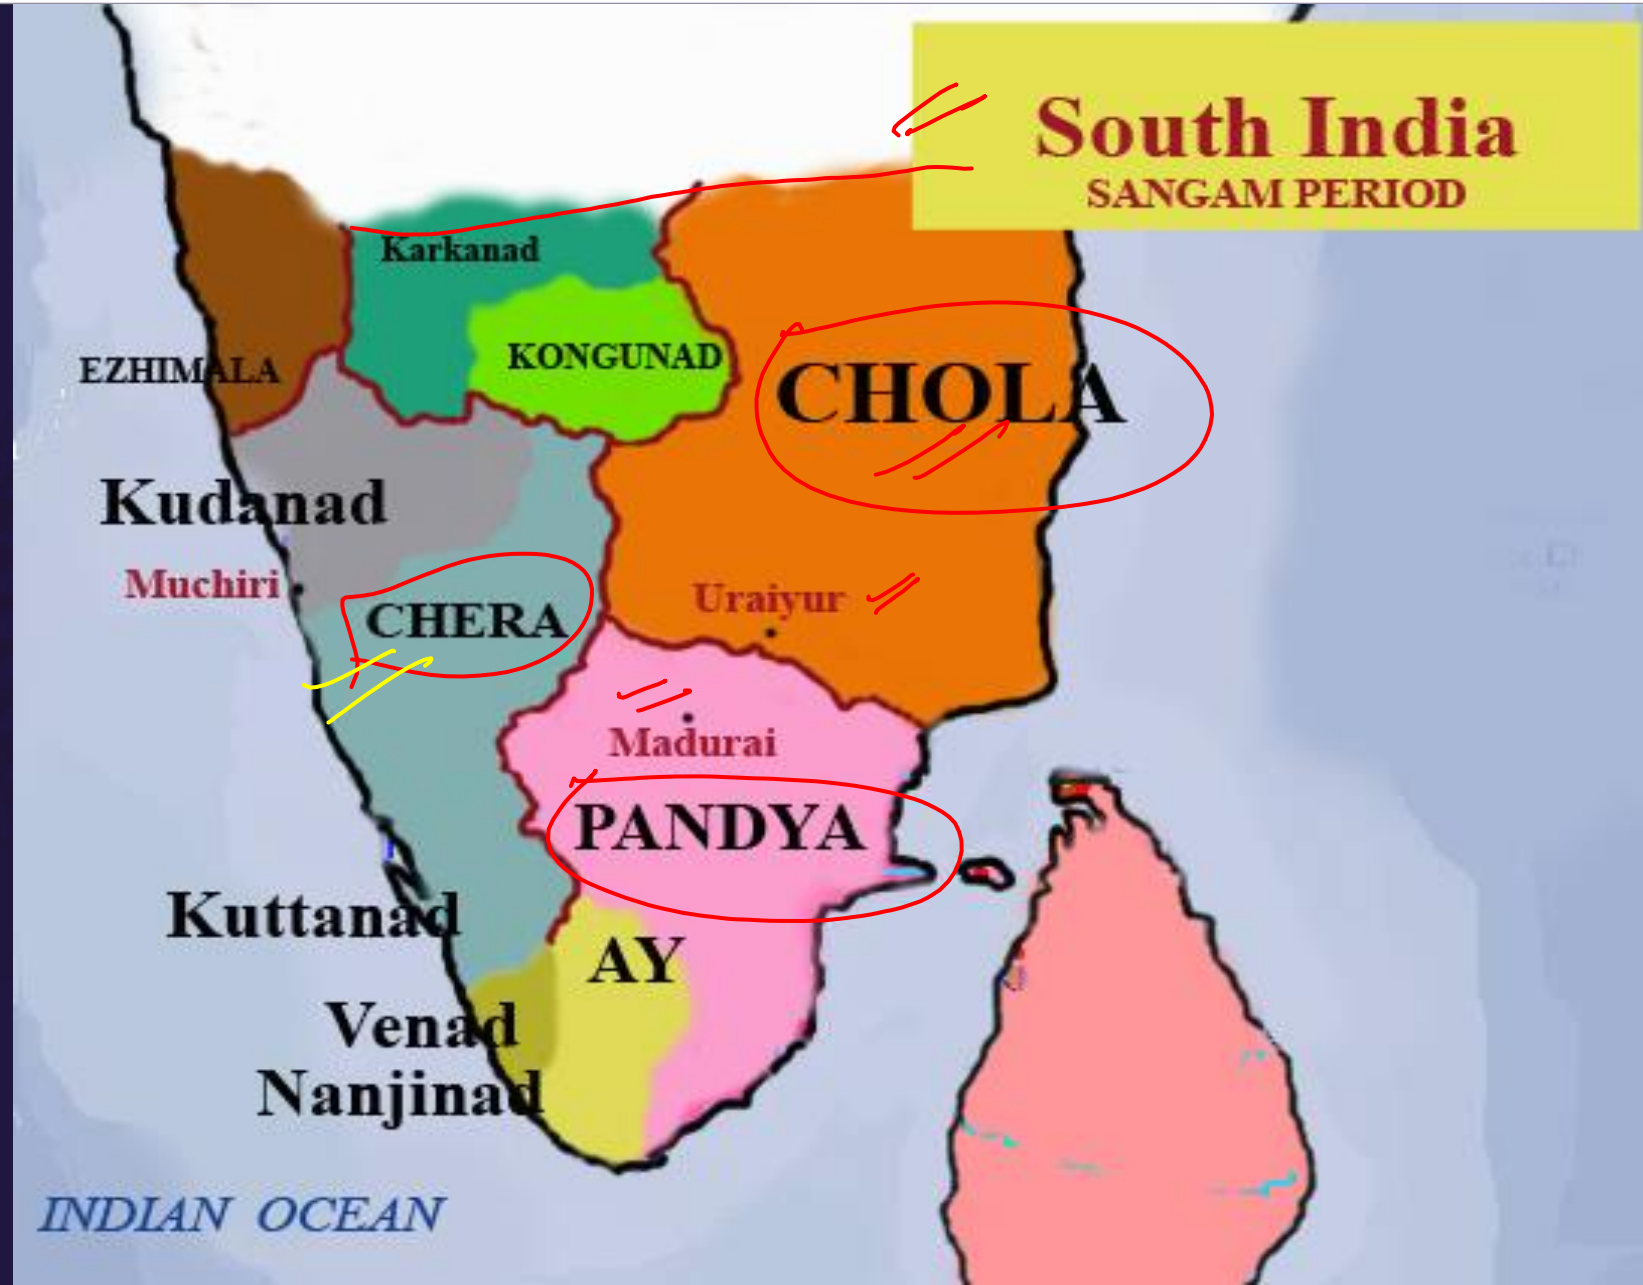 South India
SANGAM PERIOD
Karkanad
KONGUNAD
EZHIMALA
CHOLA
Kudanad
Muchiri
CHERA
Uraiyur
Madurai
PANDYA
Kuttanad
AY
Venad
Nanjinad
INDIAN OCEAN